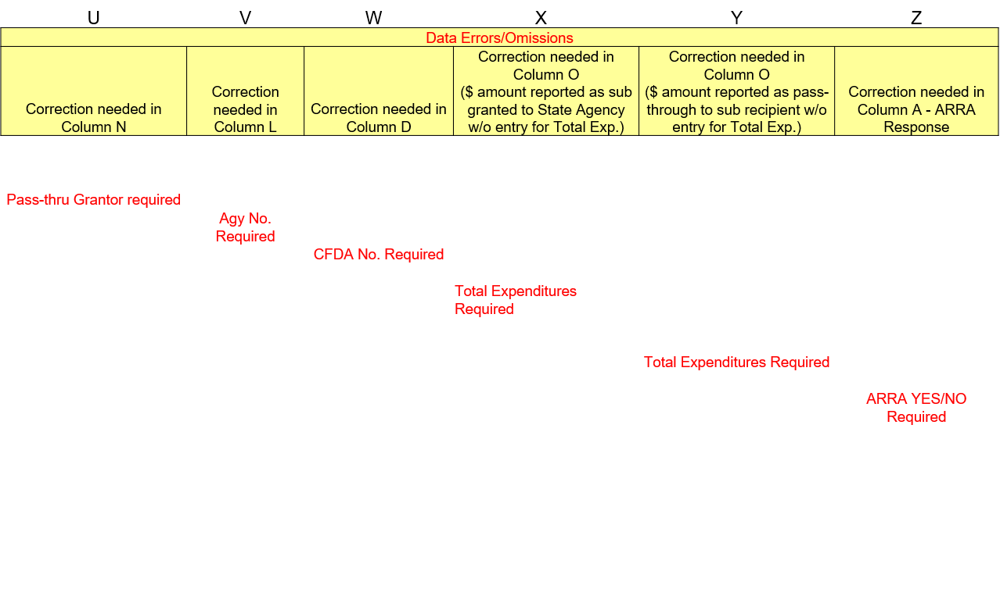 U V W X Y Z
Data Errors/Omissions
Correction needed in
Column N
Correction
needed in
Column L
Correction needed in
Column D
Correction needed in
Column O
($ amount reported as sub
granted to State Agency
w/o entry for Total Exp.)
Correction needed in
Column O
($ amount reported as pass-
through to sub recipient w/o
entry for Total Exp.)
Correction needed in
Column A - ARRA
Response
Pass-thru Grantor required
Agy No.
Required
CFDA No. Required
Total Expenditures
Required
Total Expenditures Required
ARRA YES/NO
Required